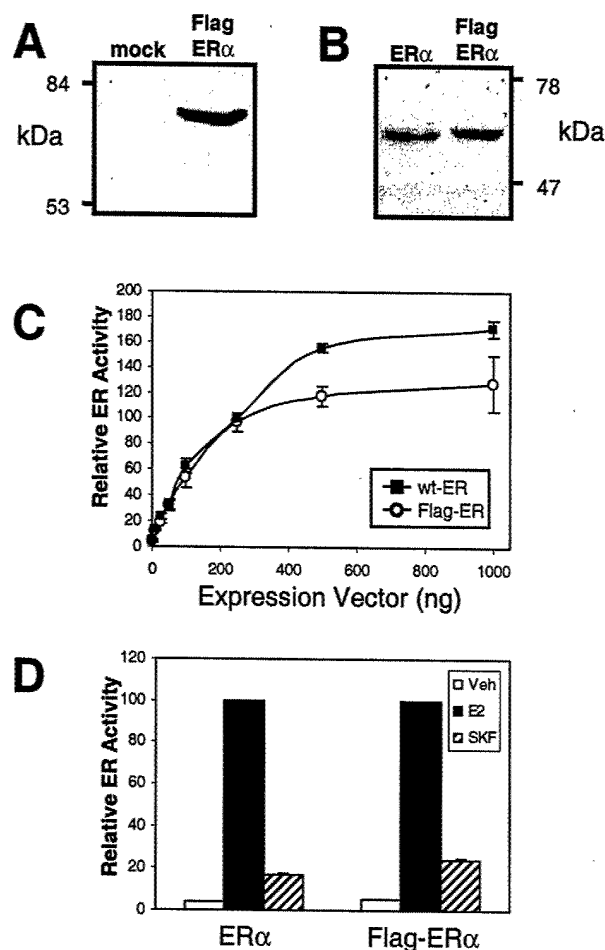 A
mock
Flag
ERα
84
kDa
53
B
ERα
Flag
ERα
78
kDa
47
C
Relative ER Activity
200
180
160
140
120
100
80
60
40
20
0
wt-ER
Flag-ER
0 200 400 600 800 1000
Expression Vector (ng)
D
Relative ER Activity
120
100
80
60
40
20
0
Veh
E2
SKF
ERα Flag-ERα